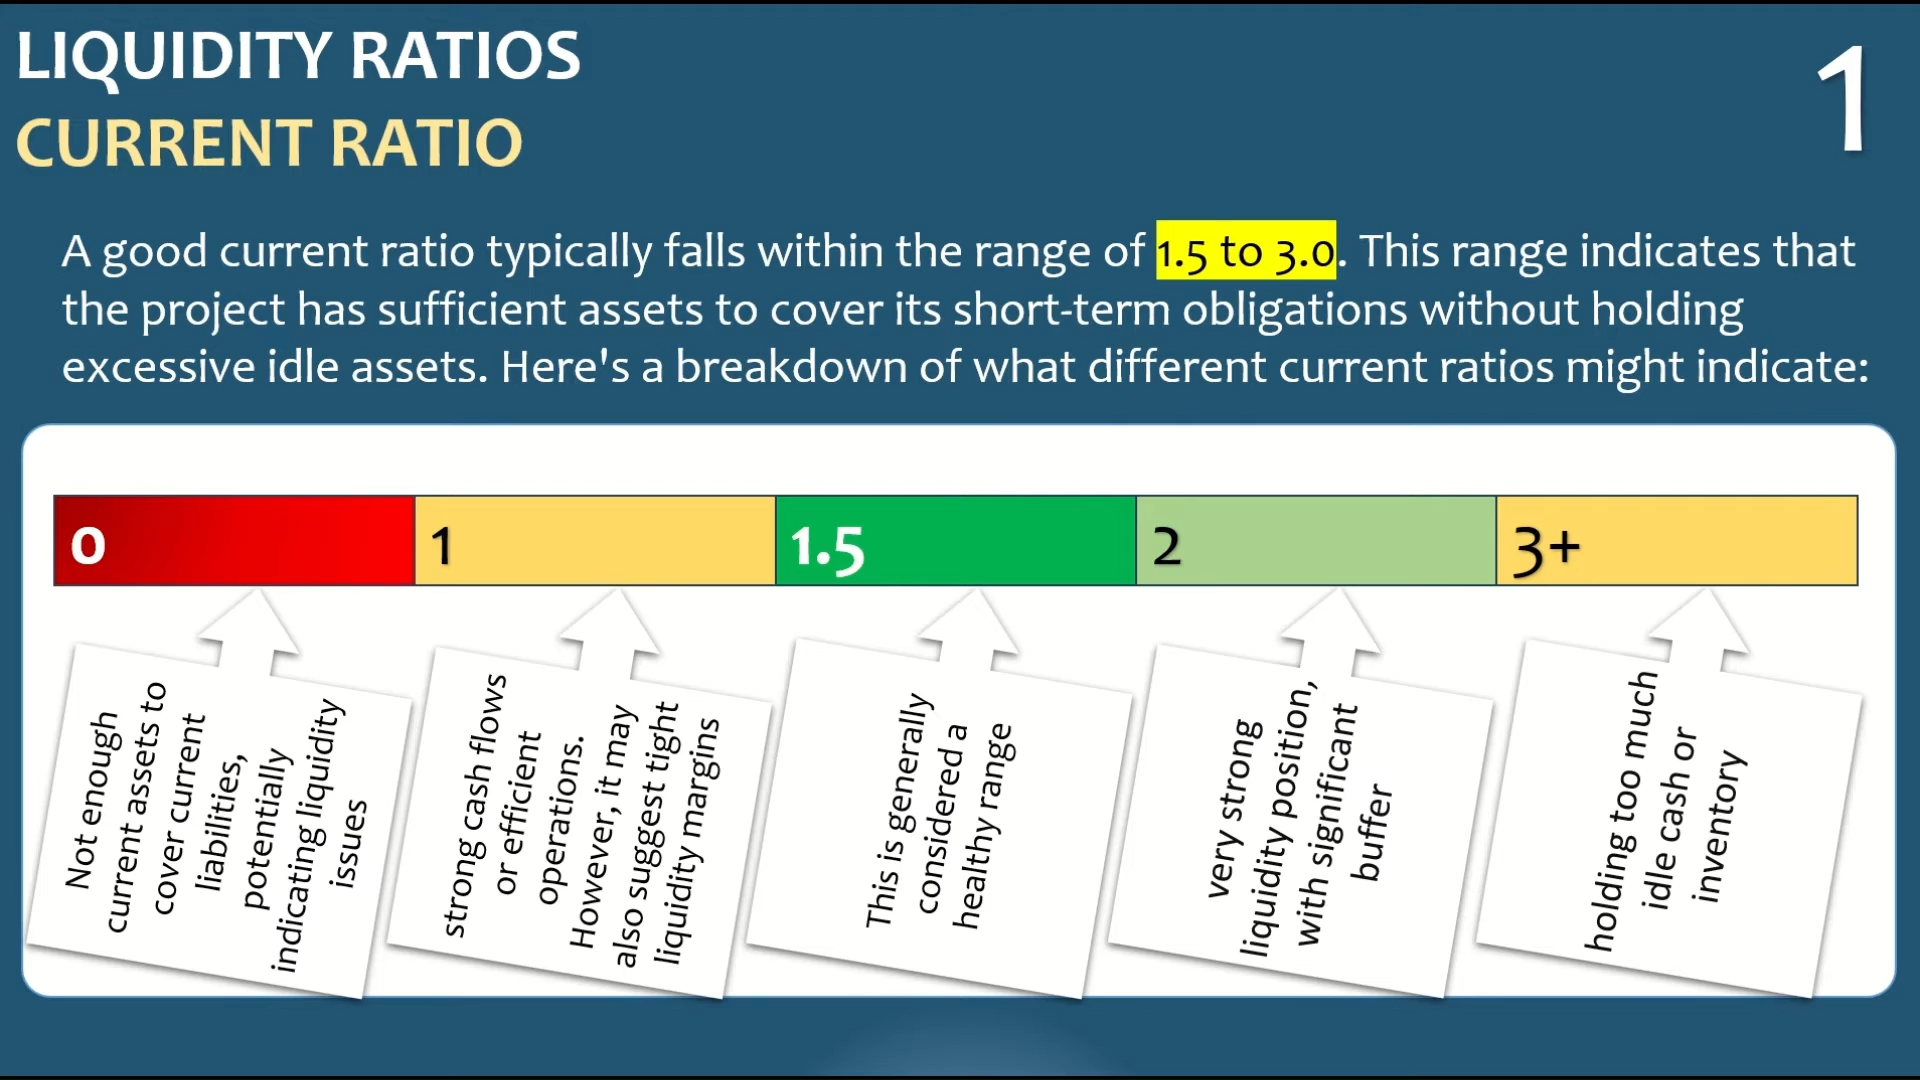 LIQUIDITY RATIOS
1
CURRENT RATIO
A good current ratio typically falls within the range of 1.5 to 3.0. This range indicates that
the project has sufficient assets to cover its short-term obligations without holding
excessive idle assets. Here's a breakdown of what different current ratios might indicate:
0
1
1.5
2
3+
Not enough
current assets to
cover current
liabilities,
potentially
indicating liquidity
issues
strong cash flows
or efficient
operations.
However, it may
also suggest tight
liquidity margins
This is generally
considered a
healthy range
very strong
liquidity position,
with significant
buffer
holding too much
idle cash or
inventory